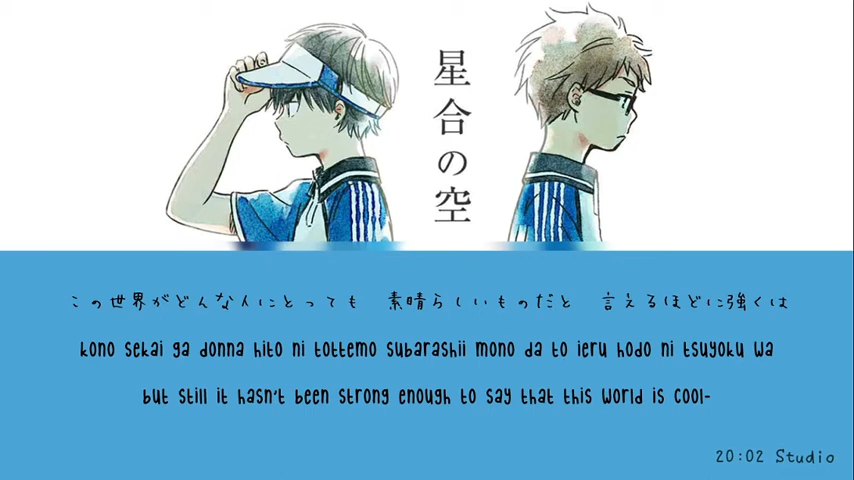 星合の空
この世界がどんな人にとっても 素晴らしいものだと 言えるほどに強くは
kono sekai ga donna hito ni tottemo subarashii mono da to ieru hodo ni tsuyoku wa
but still it hasn't been strong enough to say that this world is cool-
20:02 Studio